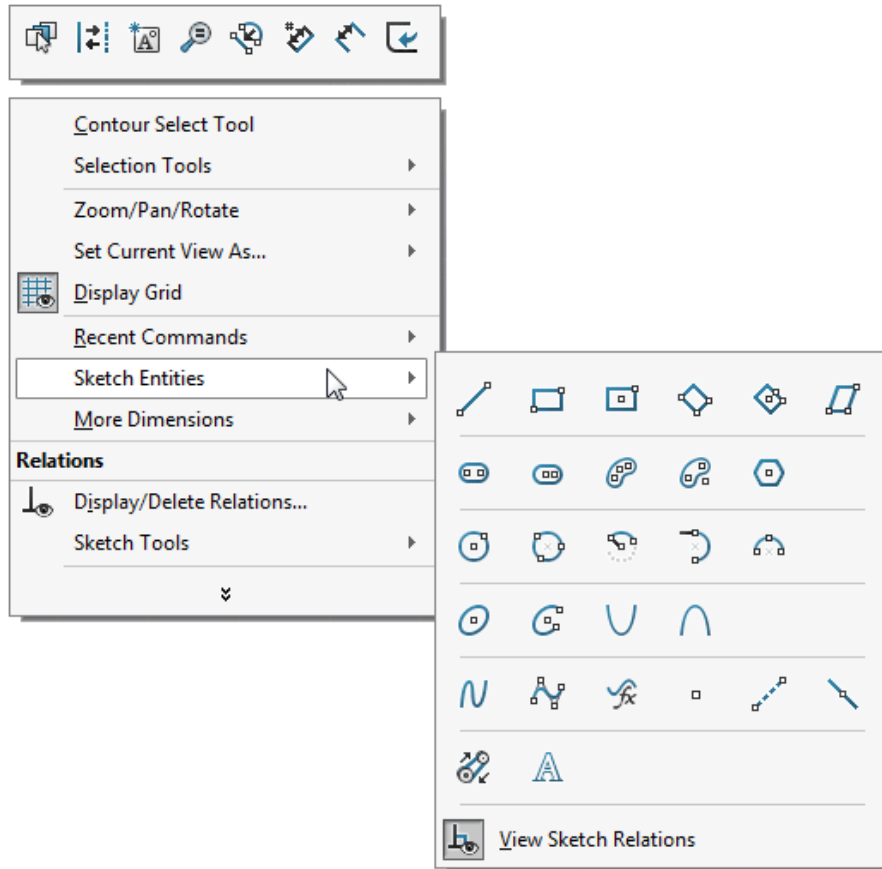 Contour Select Tool
Selection Tools
Zoom/Pan/Rotate
Set Current View As...
Display Grid
Recent Commands
Sketch Entities
More Dimensions
Relations
Display/Delete Relations...
Sketch Tools
View Sketch Relations